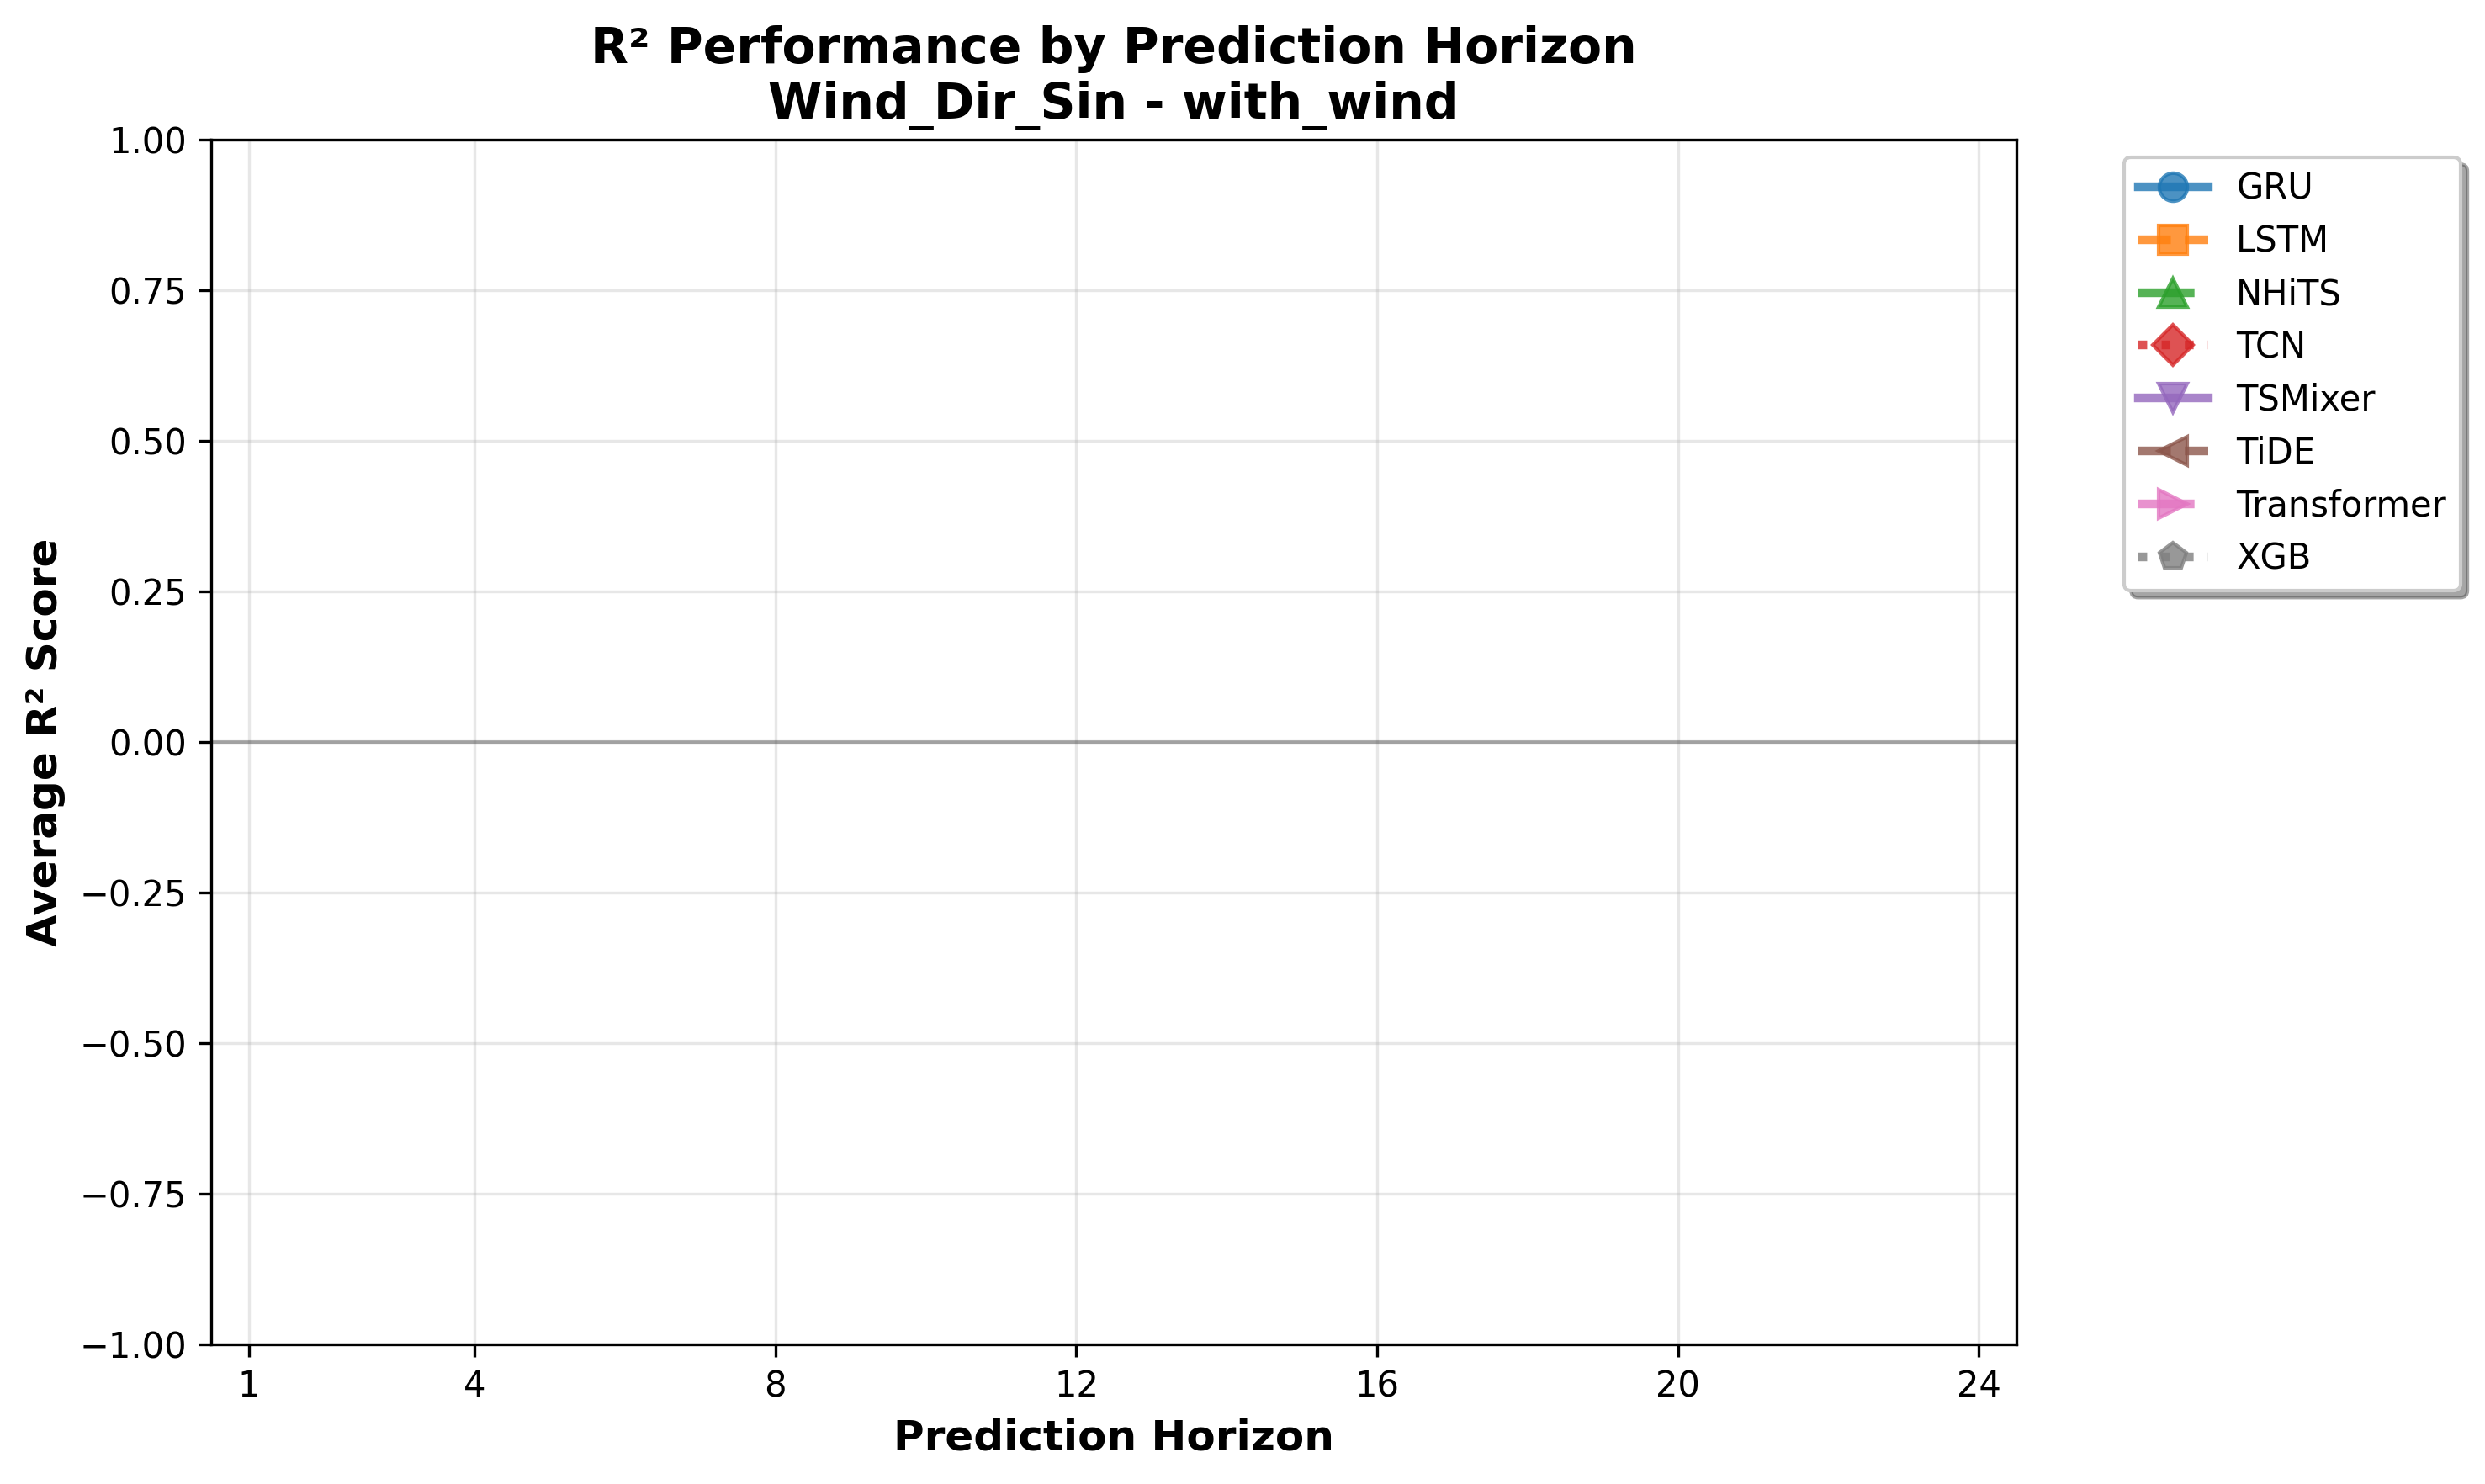 R² Performance by Prediction Horizon
Wind_Dir_Sin - with_wind
1.00
0.75
0.50
0.25
0.00
−0.25
−0.50
−0.75
−1.00
Average R² Score
1 4 8 12 16 20 24
Prediction Horizon
GRU
LSTM
NHiTS
TCN
TSMixer
TiDE
Transformer
XGB